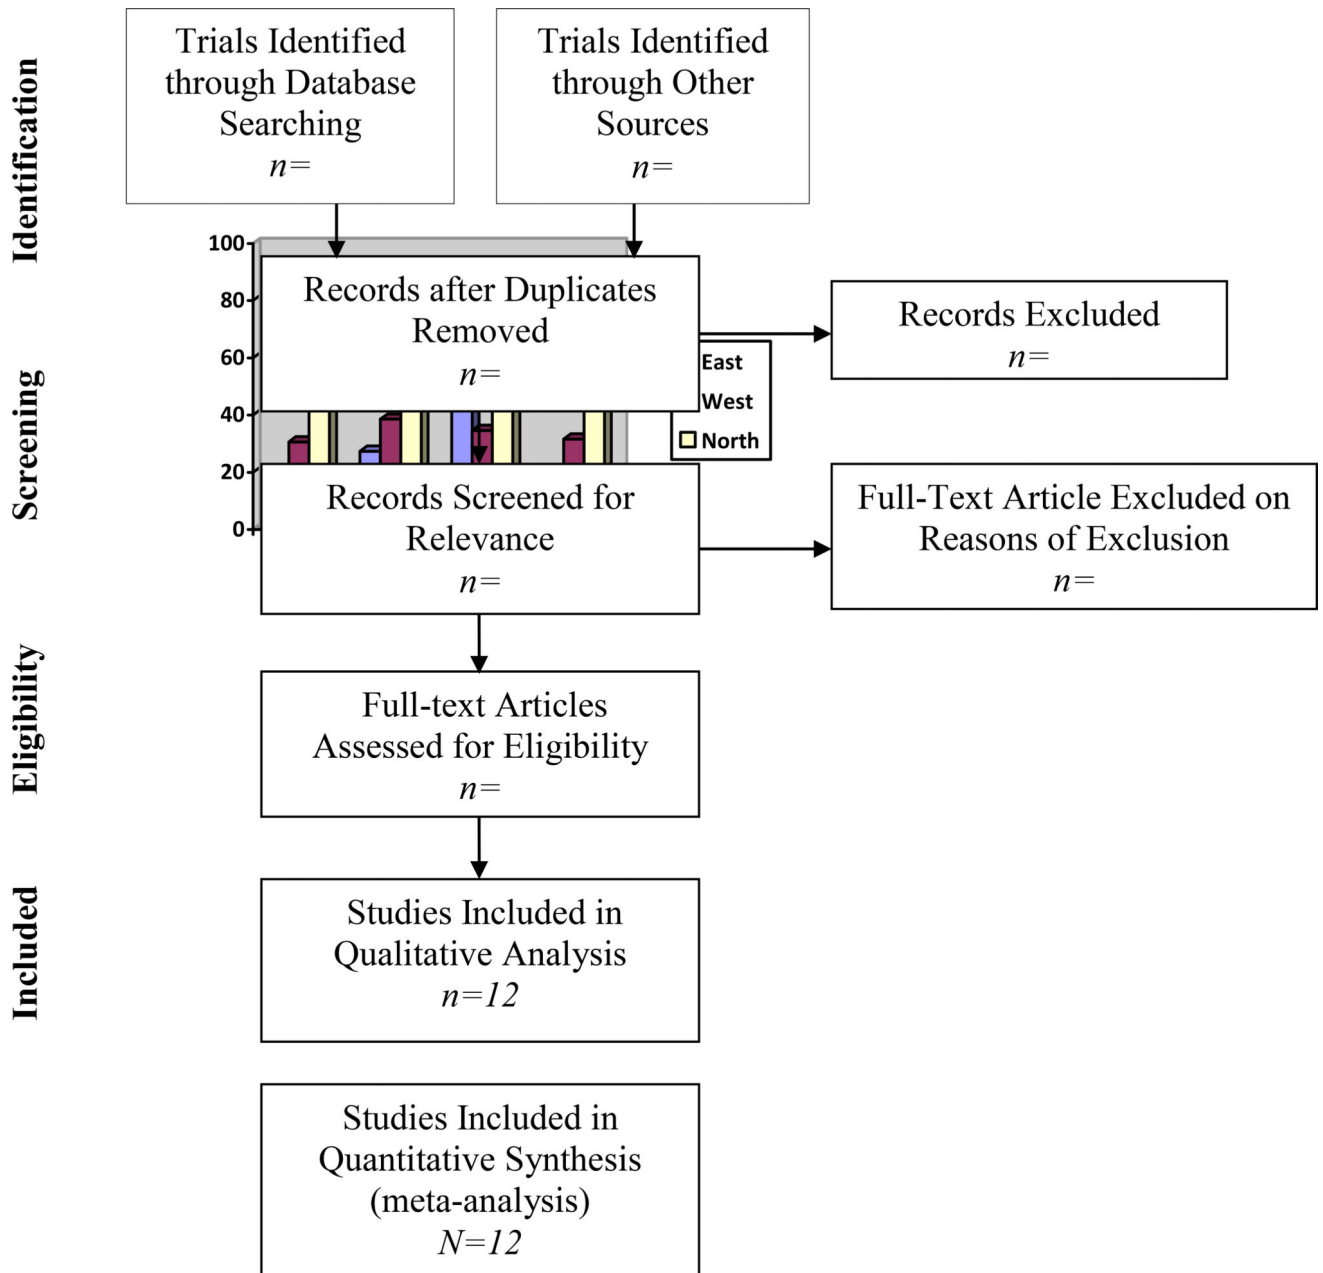 Identification
Trials Identified
through Database
Searching
n=
Trials Identified
through Other
Sources
n=
100
80
60
40
20
0
Records after Duplicates
Removed
n=
Records Excluded
n=
East
West
North
Screening
Records Screened for
Relevance
n=
Full-Text Article Excluded on
Reasons of Exclusion
n=
Eligibility
Full-text Articles
Assessed for Eligibility
n=
Included
Studies Included in
Qualitative Analysis
n=12
Studies Included in
Quantitative Synthesis
(meta-analysis)
N=12